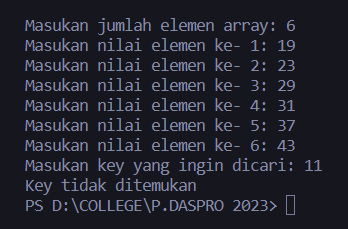 Masukan jumlah elemen array: 6
Masukan nilai elemen ke- 1: 19
Masukan nilai elemen ke- 2: 23
Masukan nilai elemen ke- 3: 29
Masukan nilai elemen ke- 4: 31
Masukan nilai elemen ke- 5: 37
Masukan nilai elemen ke- 6: 43
Masukan key yang ingin dicari: 11
Key tidak ditemukan
PS D:\COLLEGE\P.DASPRO 2023>